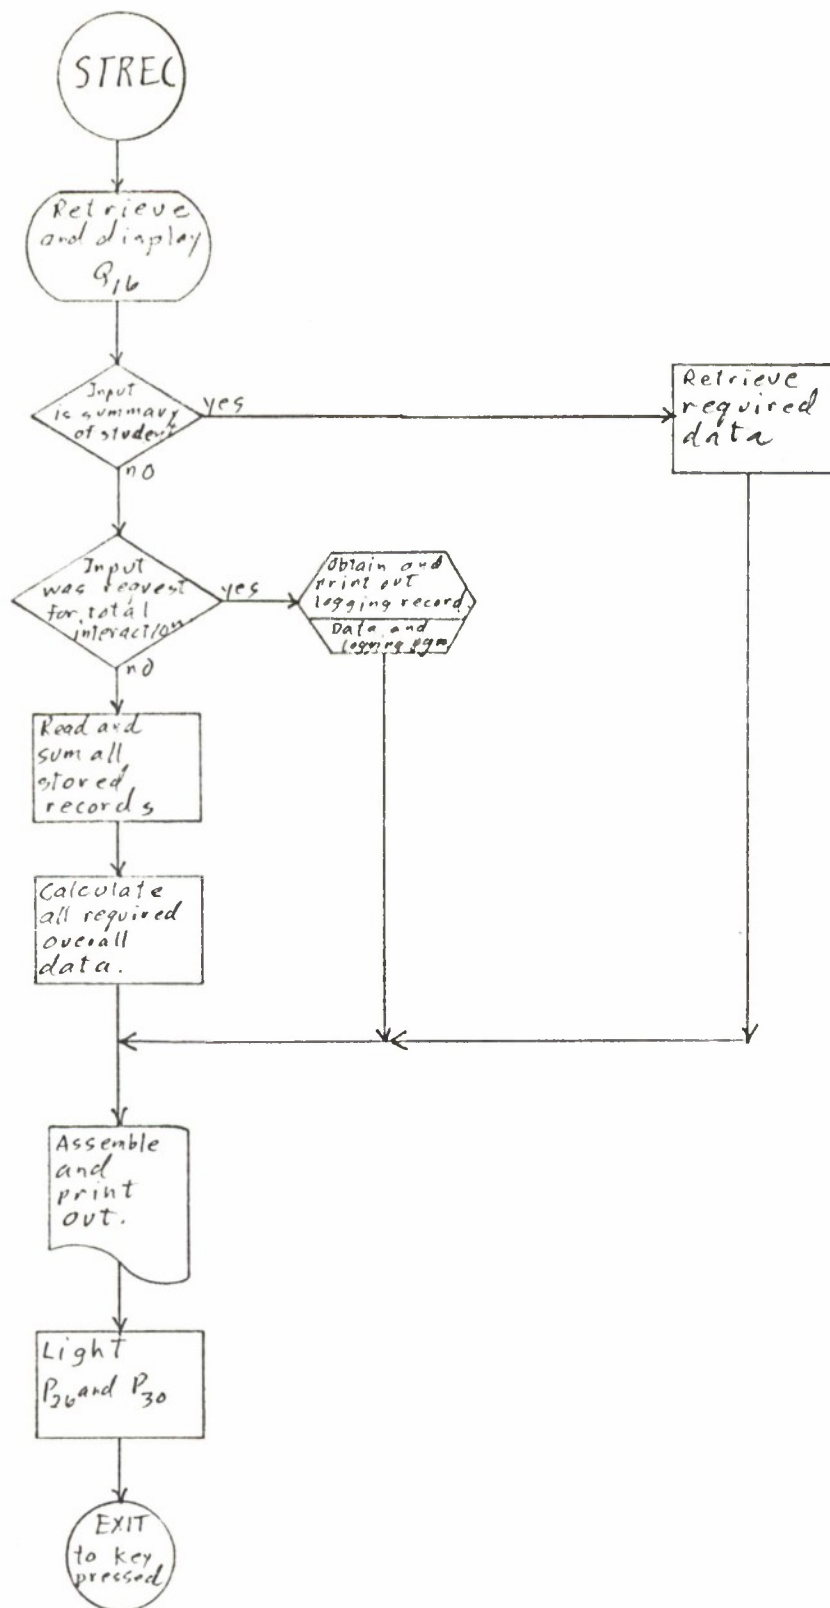 STREC
Retrieve
and display
Q16
Input
is summary
of student
yes
no
Retrieve
required
data
Input
was request
for total
interaction
yes
no
Obtain and
print out
logging record.
Data and
logging pgm
Read and
sum all
stored
records
Calculate
all required
overall
data.
Assemble
and
print
out.
Light
P26 and P30
EXIT
to key
pressed